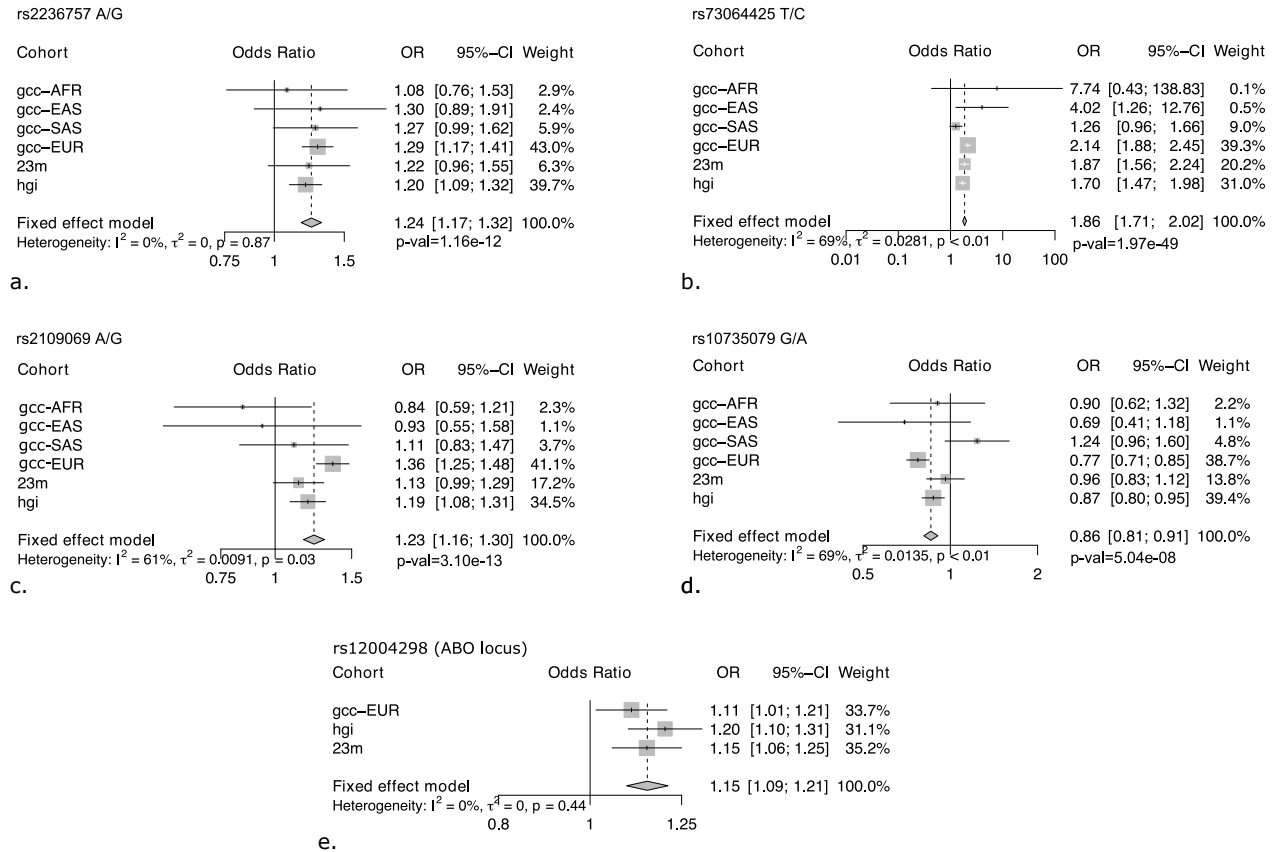 rs2236757 A/G
Cohort Odds Ratio OR 95%–CI Weight
gcc–AFR 1.08 [0.76; 1.53] 2.9%
gcc–EAS 1.30 [0.89; 1.91] 2.4%
gcc–SAS 1.27 [0.99; 1.62] 5.9%
gcc–EUR 1.29 [1.17; 1.41] 43.0%
23m 1.22 [0.96; 1.55] 6.3%
hgi 1.20 [1.09; 1.32] 39.7%
Fixed effect model 1.24 [1.17; 1.32] 100.0%
Heterogeneity: I² = 0%, τ² = 0, p = 0.87 p-val=1.16e-12
0.75 1 1.5
a.
rs73064425 T/C
Cohort Odds Ratio OR 95%–CI Weight
gcc–AFR 7.74 [0.43; 138.83] 0.1%
gcc–EAS 4.02 [1.26; 12.76] 0.5%
gcc–SAS 1.26 [0.96; 1.66] 9.0%
gcc–EUR 2.14 [1.88; 2.45] 39.3%
23m 1.87 [1.56; 2.24] 20.2%
hgi 1.70 [1.47; 1.98] 31.0%
Fixed effect model 1.86 [1.71; 2.02] 100.0%
Heterogeneity: I² = 69%, τ² = 0.0281, p < 0.01 p-val=1.97e-49
0.01 0.1 1 10 100
b.
rs2109069 A/G
Cohort Odds Ratio OR 95%–CI Weight
gcc-AFR 0.84 [0.59; 1.21] 2.3%
gcc-EAS 0.93 [0.55; 1.58] 1.1%
gcc-SAS 1.11 [0.83; 1.47] 3.7%
gcc-EUR 1.36 [1.25; 1.48] 41.1%
23m 1.13 [0.99; 1.29] 17.2%
hgi 1.19 [1.08; 1.31] 34.5%
Fixed effect model 1.23 [1.16; 1.30] 100.0%
Heterogeneity: I² = 61%, τ² = 0.0091, p = 0.03 p-val=3.10e-13
0.75 1 1.5
c.
rs10735079 G/A
Cohort Odds Ratio OR 95%–CI Weight
gcc–AFR 0.90 [0.62; 1.32] 2.2%
gcc–EAS 0.69 [0.41; 1.18] 1.1%
gcc–SAS 1.24 [0.96; 1.60] 4.8%
gcc–EUR 0.77 [0.71; 0.85] 38.7%
23m 0.96 [0.83; 1.12] 13.8%
hgi 0.87 [0.80; 0.95] 39.4%
Fixed effect model 0.86 [0.81; 0.91] 100.0%
Heterogeneity: I² = 69%, τ² = 0.0135, p < 0.01 p-val=5.04e-08
0.5 1 2
d.
rs12004298 (ABO locus)
Cohort Odds Ratio OR 95%–CI Weight
gcc–EUR 1.11 [1.01; 1.21] 33.7%
hgi 1.20 [1.10; 1.31] 31.1%
23m 1.15 [1.06; 1.25] 35.2%
Fixed effect model 1.15 [1.09; 1.21] 100.0%
Heterogeneity: I² = 0%, τ² = 0, p = 0.44
0.8 1 1.25
e.